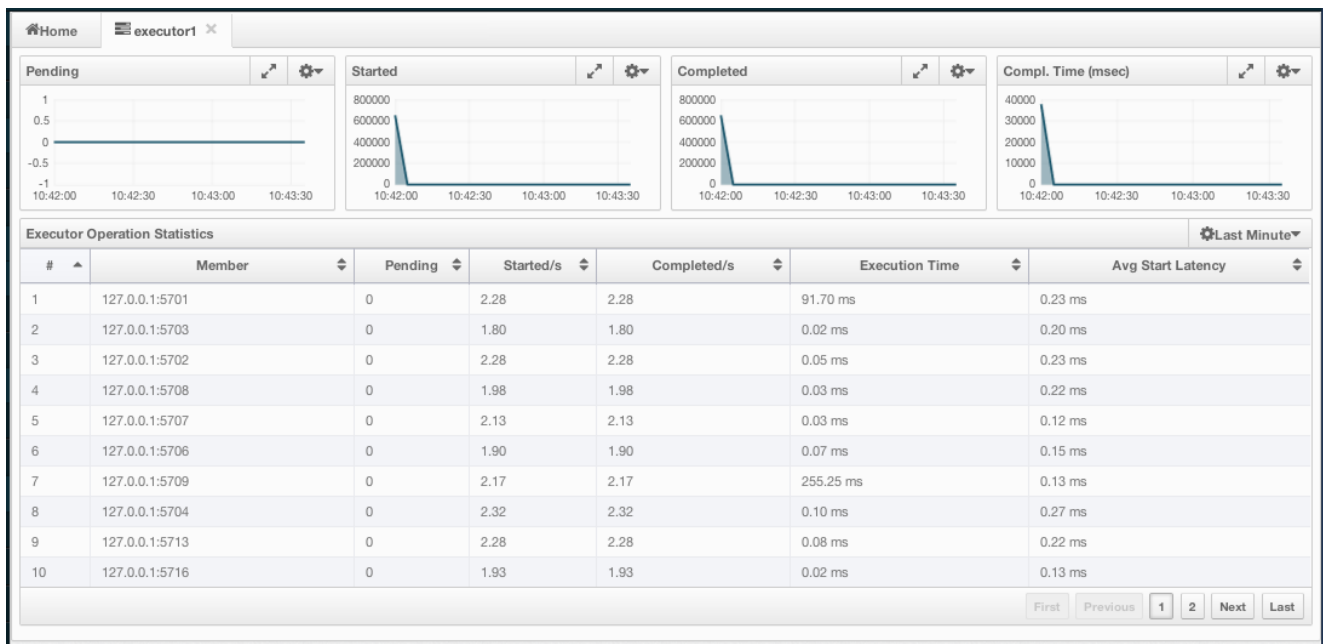 Home executor1
Pending Started Completed Compl. Time (msec)
1
0.5
0
-0.5
-1
10:42:00 10:42:30 10:43:00 10:43:30
800000
600000
400000
200000
0
10:42:00 10:42:30 10:43:00 10:43:30
800000
600000
400000
200000
0
10:42:00 10:42:30 10:43:00 10:43:30
40000
30000
20000
10000
0
10:42:00 10:42:30 10:43:00 10:43:30
Executor Operation Statistics Last Minute
# Member Pending Started/s Completed/s Execution Time Avg Start Latency
1 127.0.0.1:5701 0 2.28 2.28 91.70 ms 0.23 ms
2 127.0.0.1:5703 0 1.80 1.80 0.02 ms 0.20 ms
3 127.0.0.1:5702 0 2.28 2.28 0.05 ms 0.23 ms
4 127.0.0.1:5708 0 1.98 1.98 0.03 ms 0.22 ms
5 127.0.0.1:5707 0 2.13 2.13 0.03 ms 0.12 ms
6 127.0.0.1:5706 0 1.90 1.90 0.07 ms 0.15 ms
7 127.0.0.1:5709 0 2.17 2.17 255.25 ms 0.13 ms
8 127.0.0.1:5704 0 2.32 2.32 0.10 ms 0.27 ms
9 127.0.0.1:5713 0 2.28 2.28 0.08 ms 0.22 ms
10 127.0.0.1:5716 0 1.93 1.93 0.02 ms 0.13 ms
First Previous 1 2 Next Last